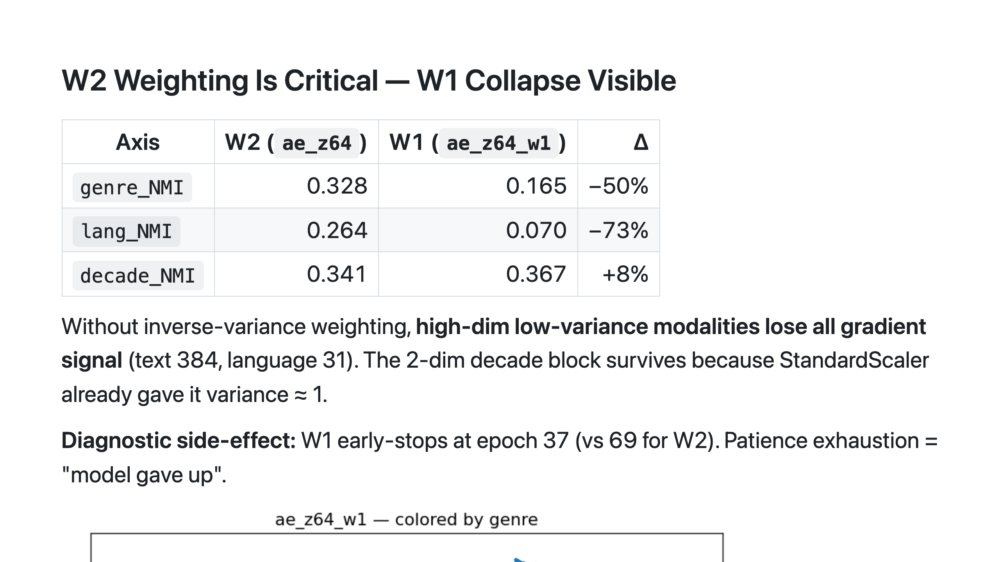 W2 Weighting Is Critical — W1 Collapse Visible
Axis W2 (ae_z64) W1 (ae_z64_w1) Δ
genre_NMI 0.328 0.165 −50%
lang_NMI 0.264 0.070 −73%
decade_NMI 0.341 0.367 +8%
Without inverse-variance weighting, high-dim low-variance modalities lose all gradient
signal (text 384, language 31). The 2-dim decade block survives because StandardScaler
already gave it variance ≈ 1.
Diagnostic side-effect: W1 early-stops at epoch 37 (vs 69 for W2). Patience exhaustion =
"model gave up".
ae_z64_w1 — colored by genre